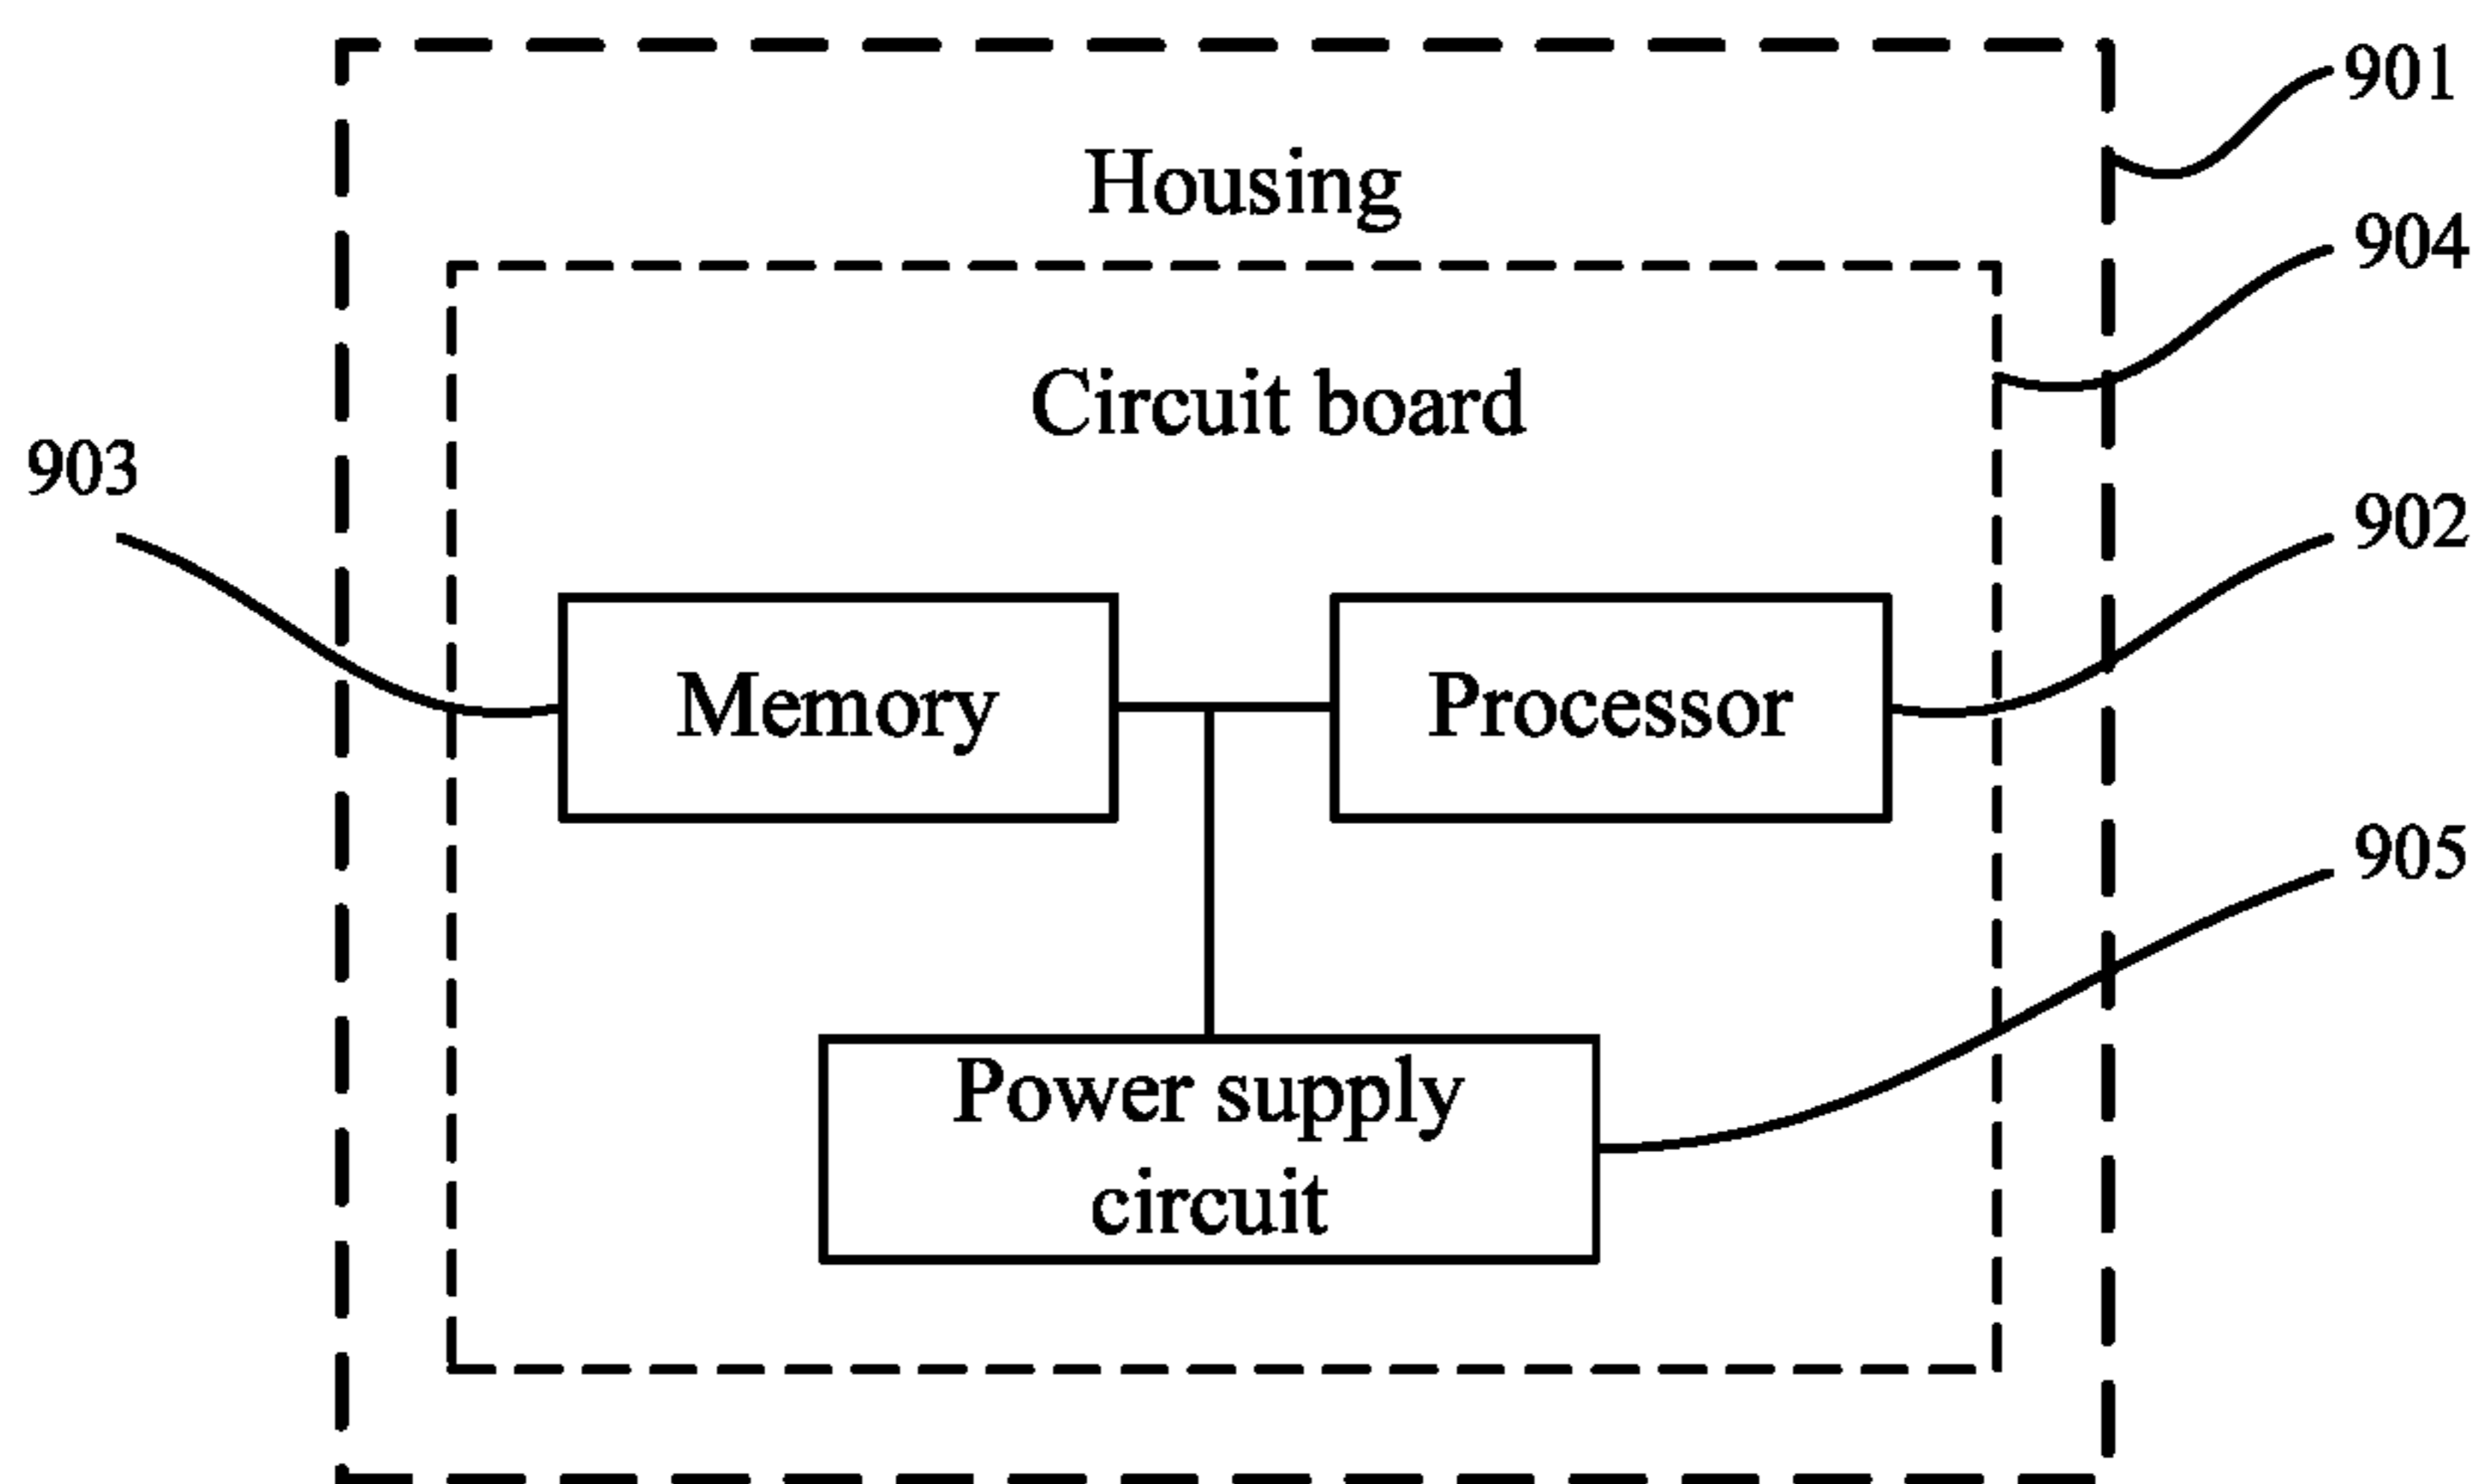 901
Housing
904
Circuit board
903
902
Memory
Processor
905
Power supply
circuit